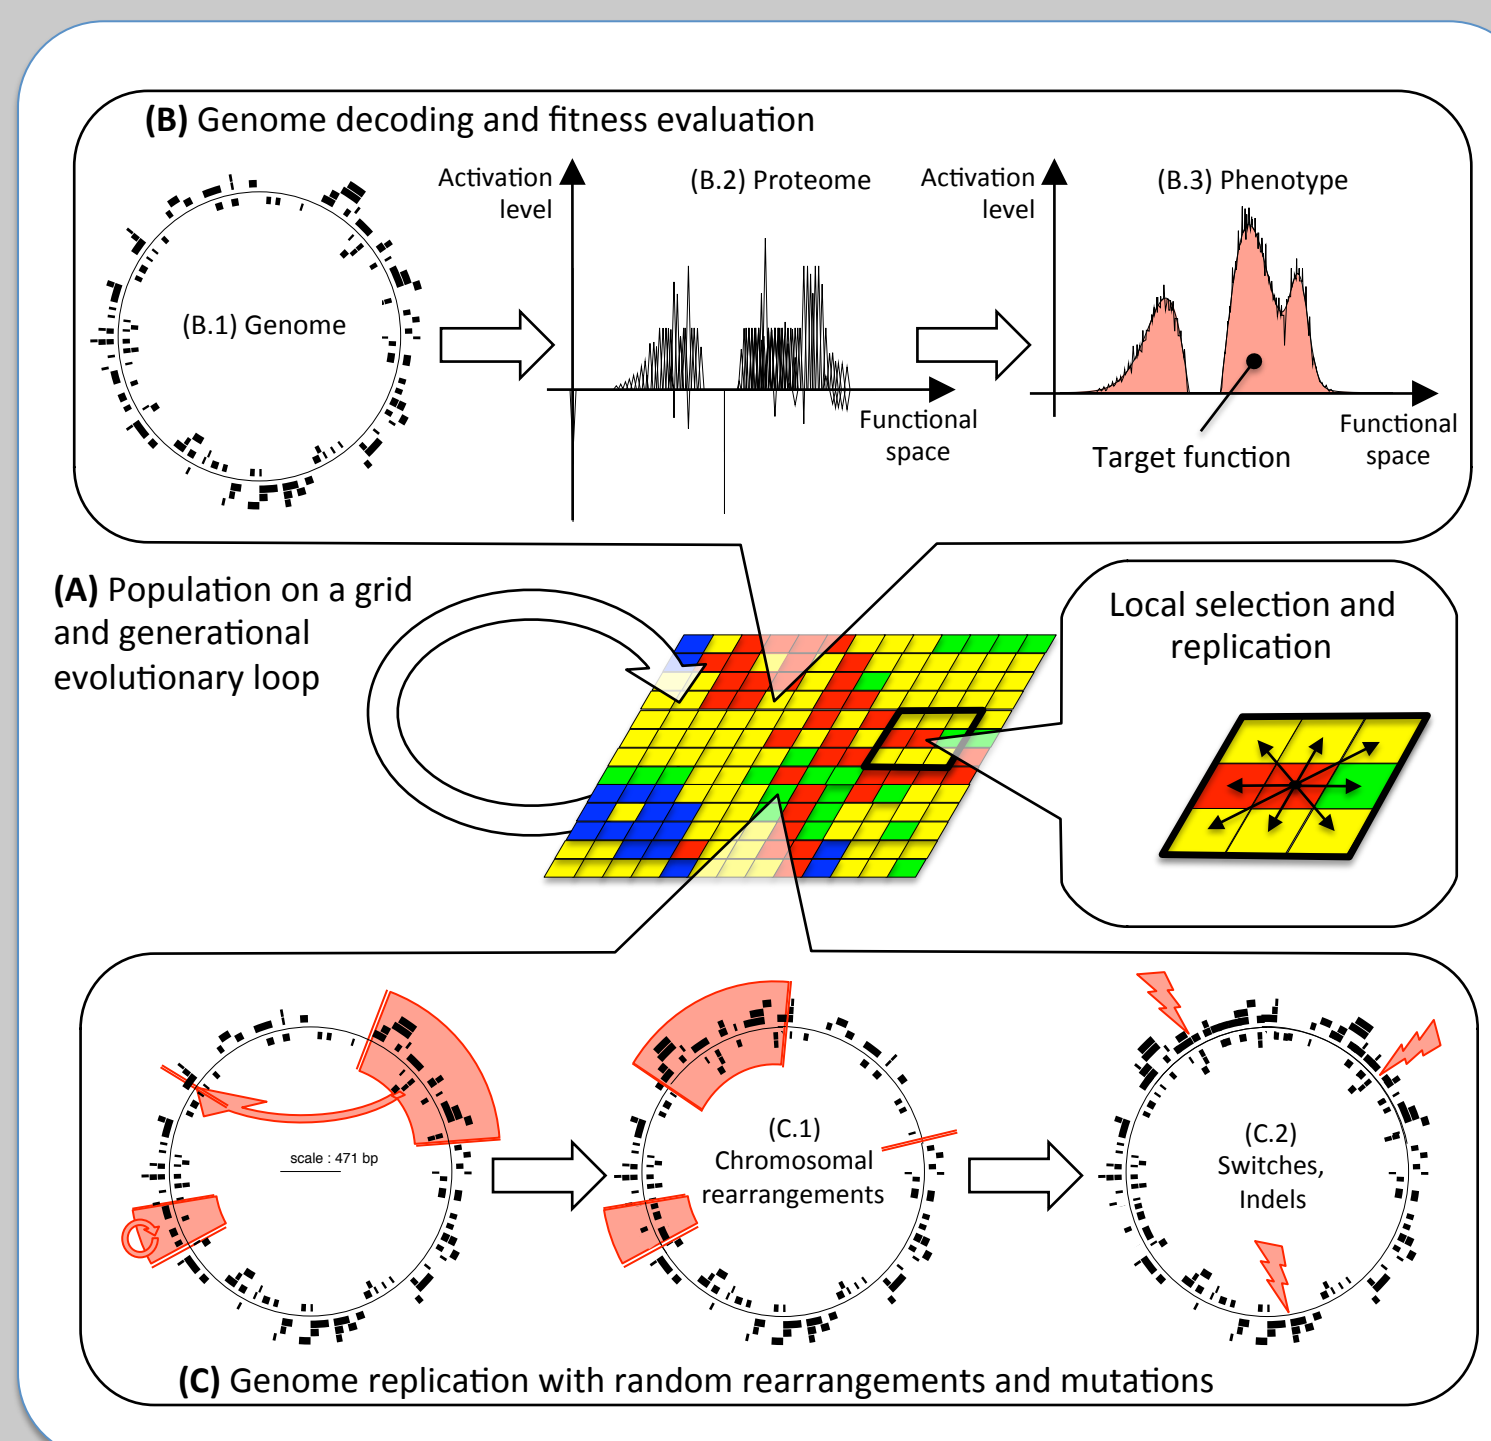 (B) Genome decoding and fitness evaluation
Activation
level
(B.2) Proteome
Activation
level
(B.3) Phenotype
(B.1) Genome
Functional
space
Target function
Functional
space
(A) Population on a grid
and generational
evolutionary loop
Local selection and
replication
scale : 471 bp
(C.1)
Chromosomal
rearrangements
(C.2)
Switches,
Indels
(C) Genome replication with random rearrangements and mutations